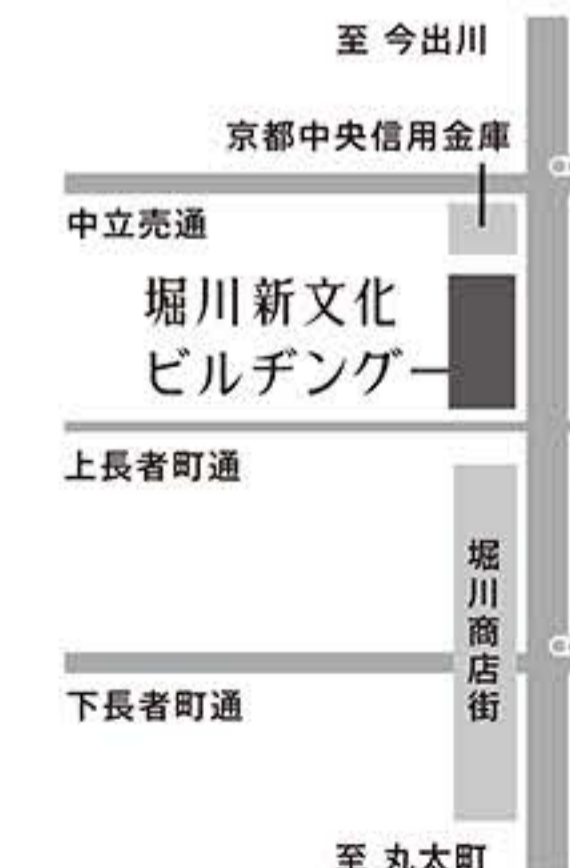 至 今出川
京都中央信用金庫
中立売通
堀川新文化
ビルヂング
上長者町通
堀川商店街
下長者町通
至 丸太町